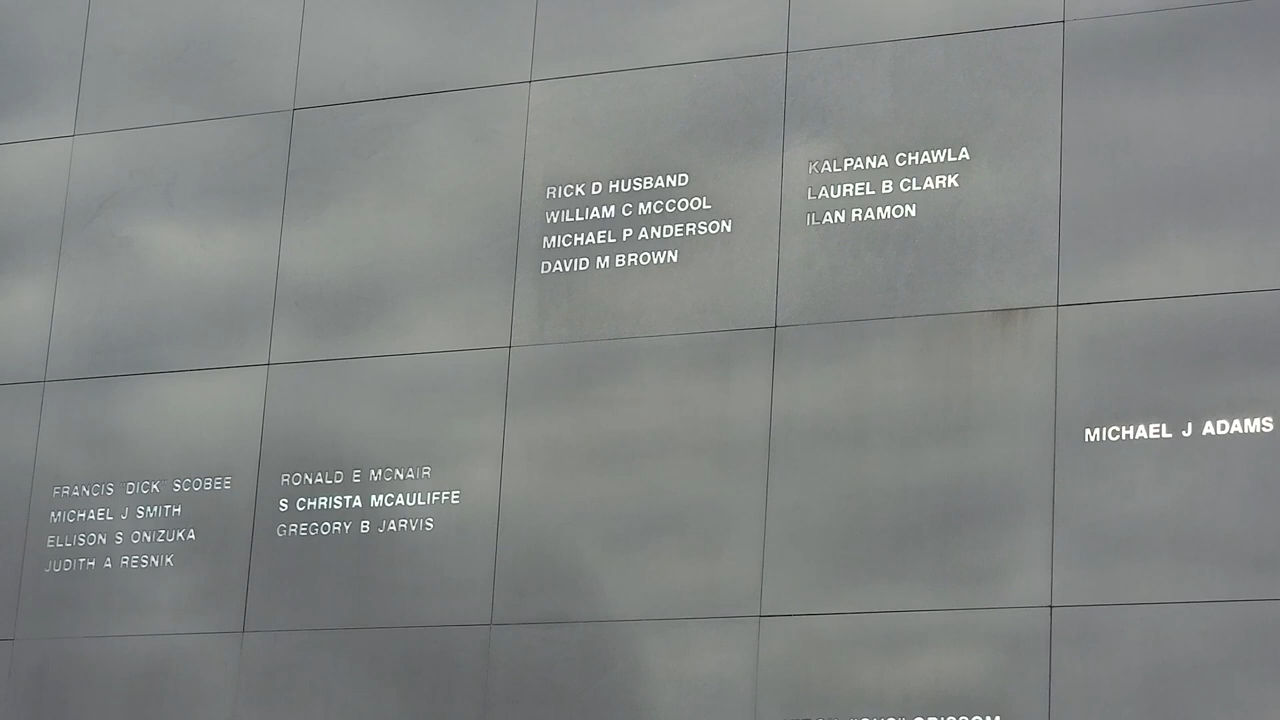 RICK D HUSBAND
WILLIAM C MCCOOL
MICHAEL P ANDERSON
DAVID M BROWN
KALPANA CHAWLA
LAUREL B CLARK
ILAN RAMON
FRANCIS "DICK" SCOBEE
MICHAEL J SMITH
ELLISON S ONIZUKA
JUDITH A RESNIK
RONALD E MCNAIR
S CHRISTA MCAULIFFE
GREGORY B JARVIS
MICHAEL J ADAMS
GRISSOM